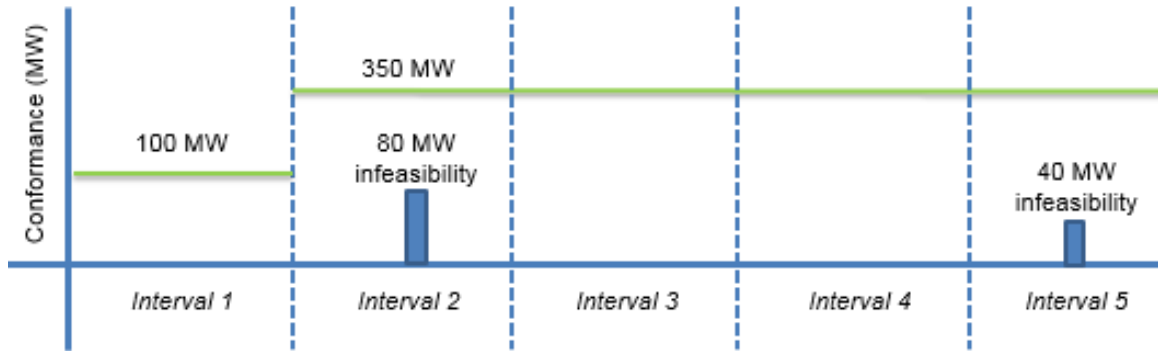 Conformance (MW)
350 MW
100 MW
80 MW
infeasibility
40 MW
infeasibility
Interval 1
Interval 2
Interval 3
Interval 4
Interval 5